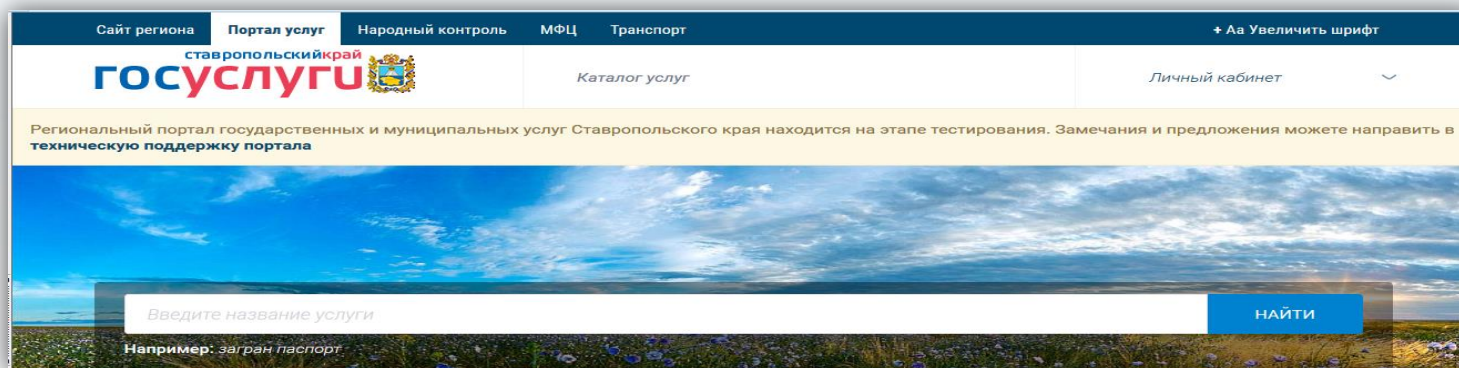 Сайт региона Портал услуг Народный контроль МФЦ Транспорт + Aa Увеличить шрифт
ставропольскийкрай
госуслуги
Каталог услуг Личный кабинет
Региональный портал государственных и муниципальных услуг Ставропольского края находится на этапе тестирования. Замечания и предложения можете направить в
техническую поддержку портала
Введите название услуги НАЙТИ
Например: загран паспорт